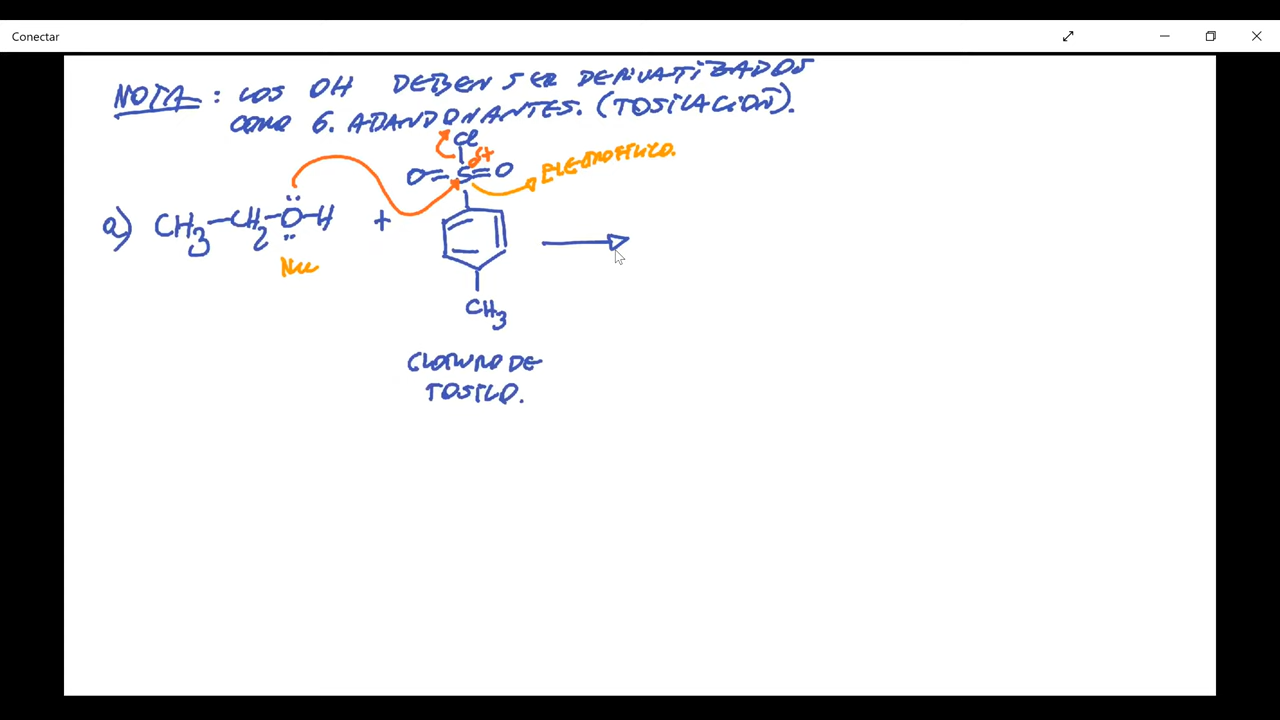 Conectar
NOTA : LOS OH DEBEN SER DERIVATIZADOS
COMO G. ABANDONANTES. (TOSILACIÓN).
Cl
δ+
O=S=O
ELECTROFÍLICO.
a) CH3-CH2-O-H +
Nu
CH3
CLORURO DE
TOSILO.